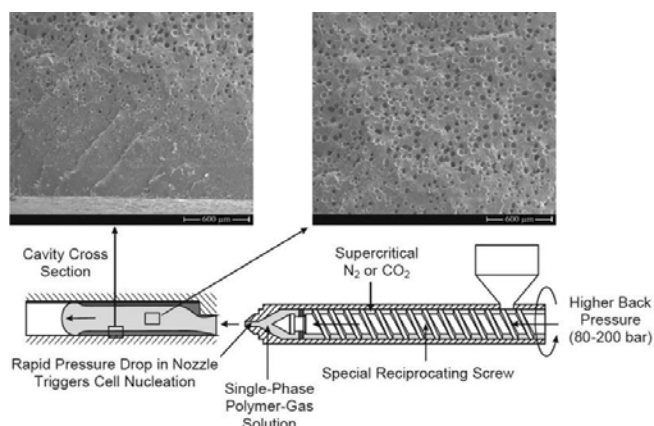 600 µm
600 µm
Cavity Cross
Section
Supercritical
N₂ or CO₂
Higher Back
Pressure
(80-200 bar)
Rapid Pressure Drop in Nozzle
Triggers Cell Nucleation
Single-Phase
Polymer-Gas
Solution
Special Reciprocating Screw